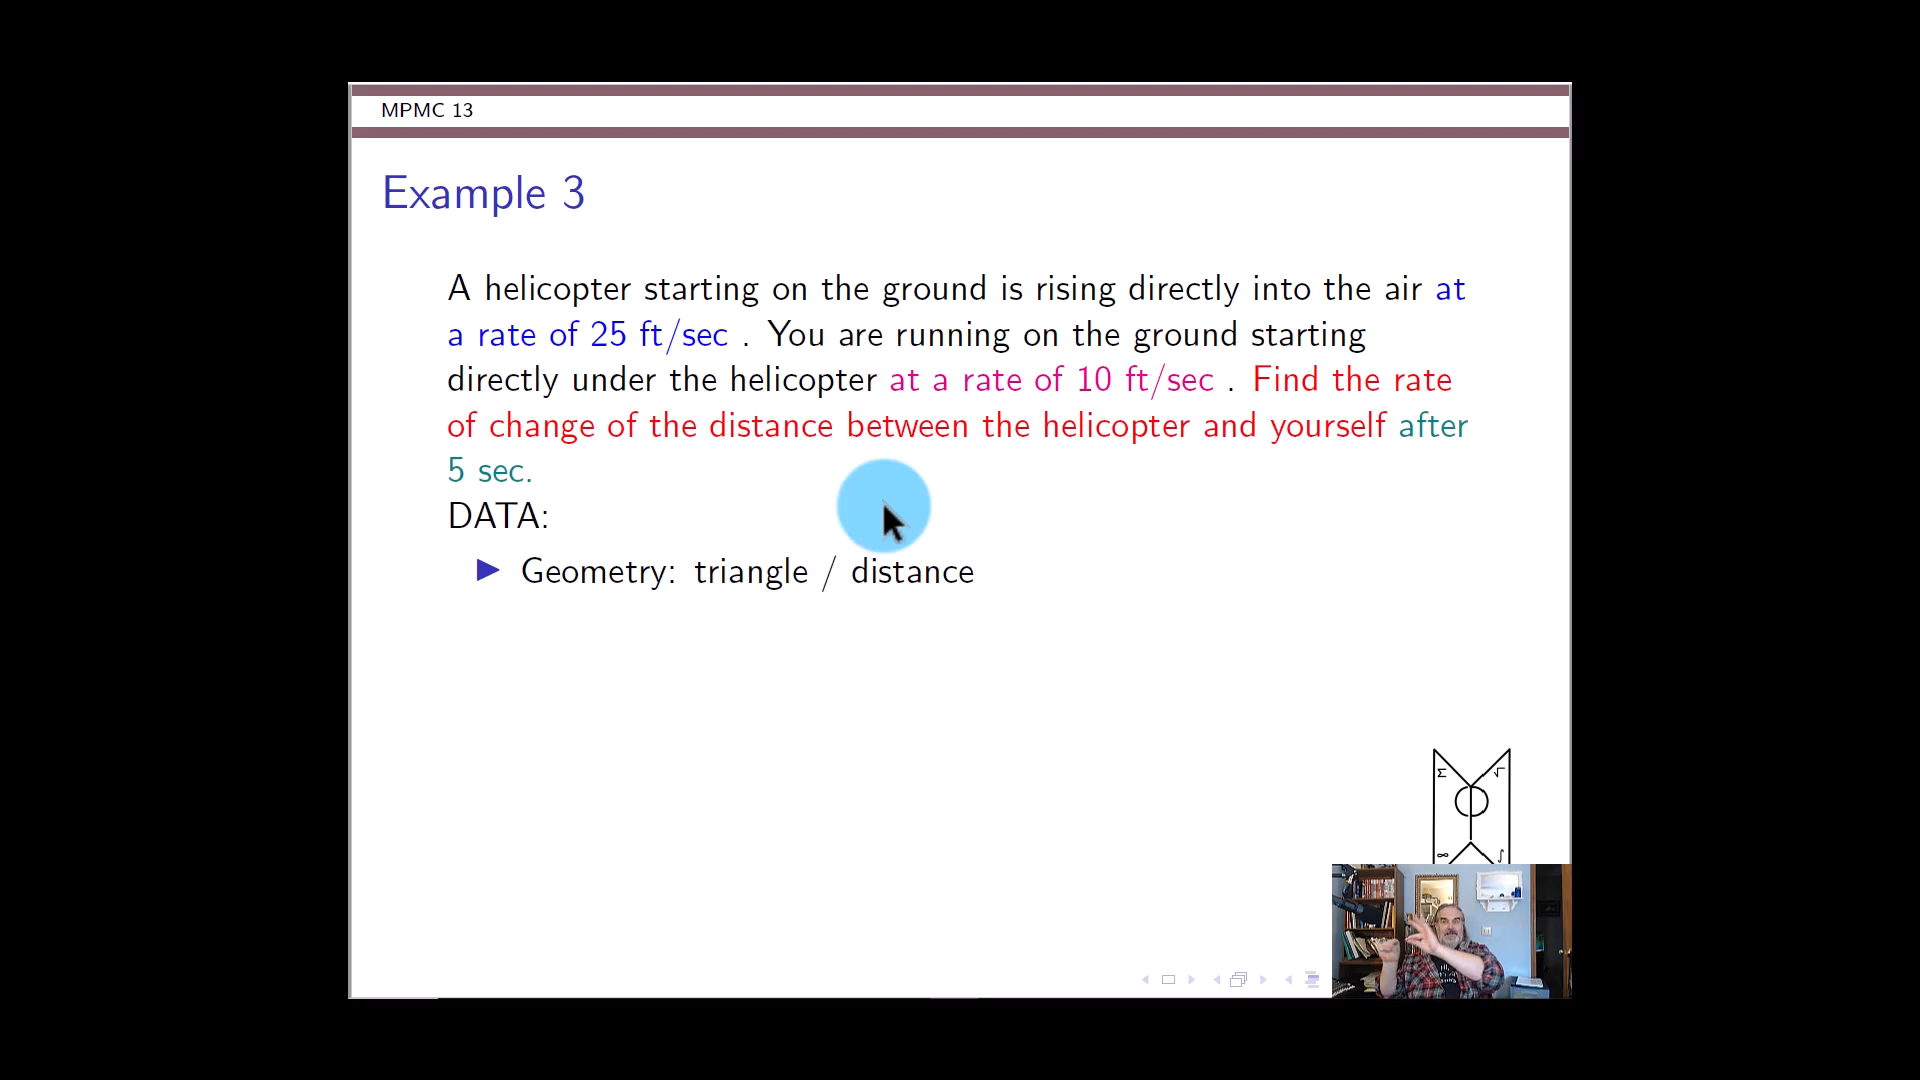 MPMC 13
Example 3
A helicopter starting on the ground is rising directly into the air at
a rate of 25 ft/sec . You are running on the ground starting
directly under the helicopter at a rate of 10 ft/sec . Find the rate
of change of the distance between the helicopter and yourself after
5 sec.
DATA:
▶ Geometry: triangle / distance
Σ √
∞ ∫